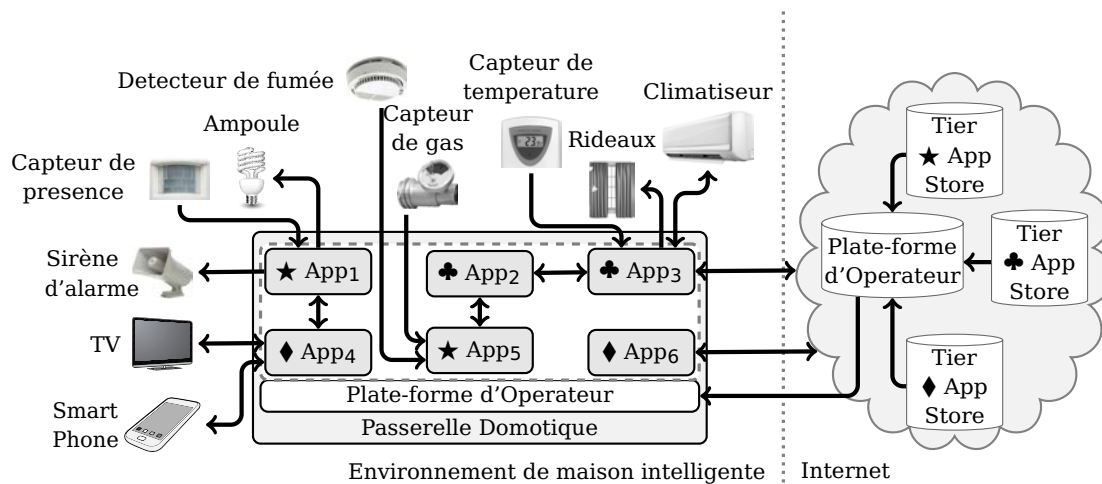 Capteur de
température
Climatiseur
Detecteur de fumée
Capteur
de gas
Ampoule
Rideaux
Capteur de
presence
23
Tier
★ App
Store
Sirène
d'alarme
★ App1
♣ App2
♣ App3
Plate-forme
d'Operateur
Tier
♣ App
Store
TV
♦ App4
★ App5
♦ App6
Tier
♦ App
Store
Plate-forme d'Operateur
Smart
Phone
Passerelle Domotique
Environnement de maison intelligente
Internet